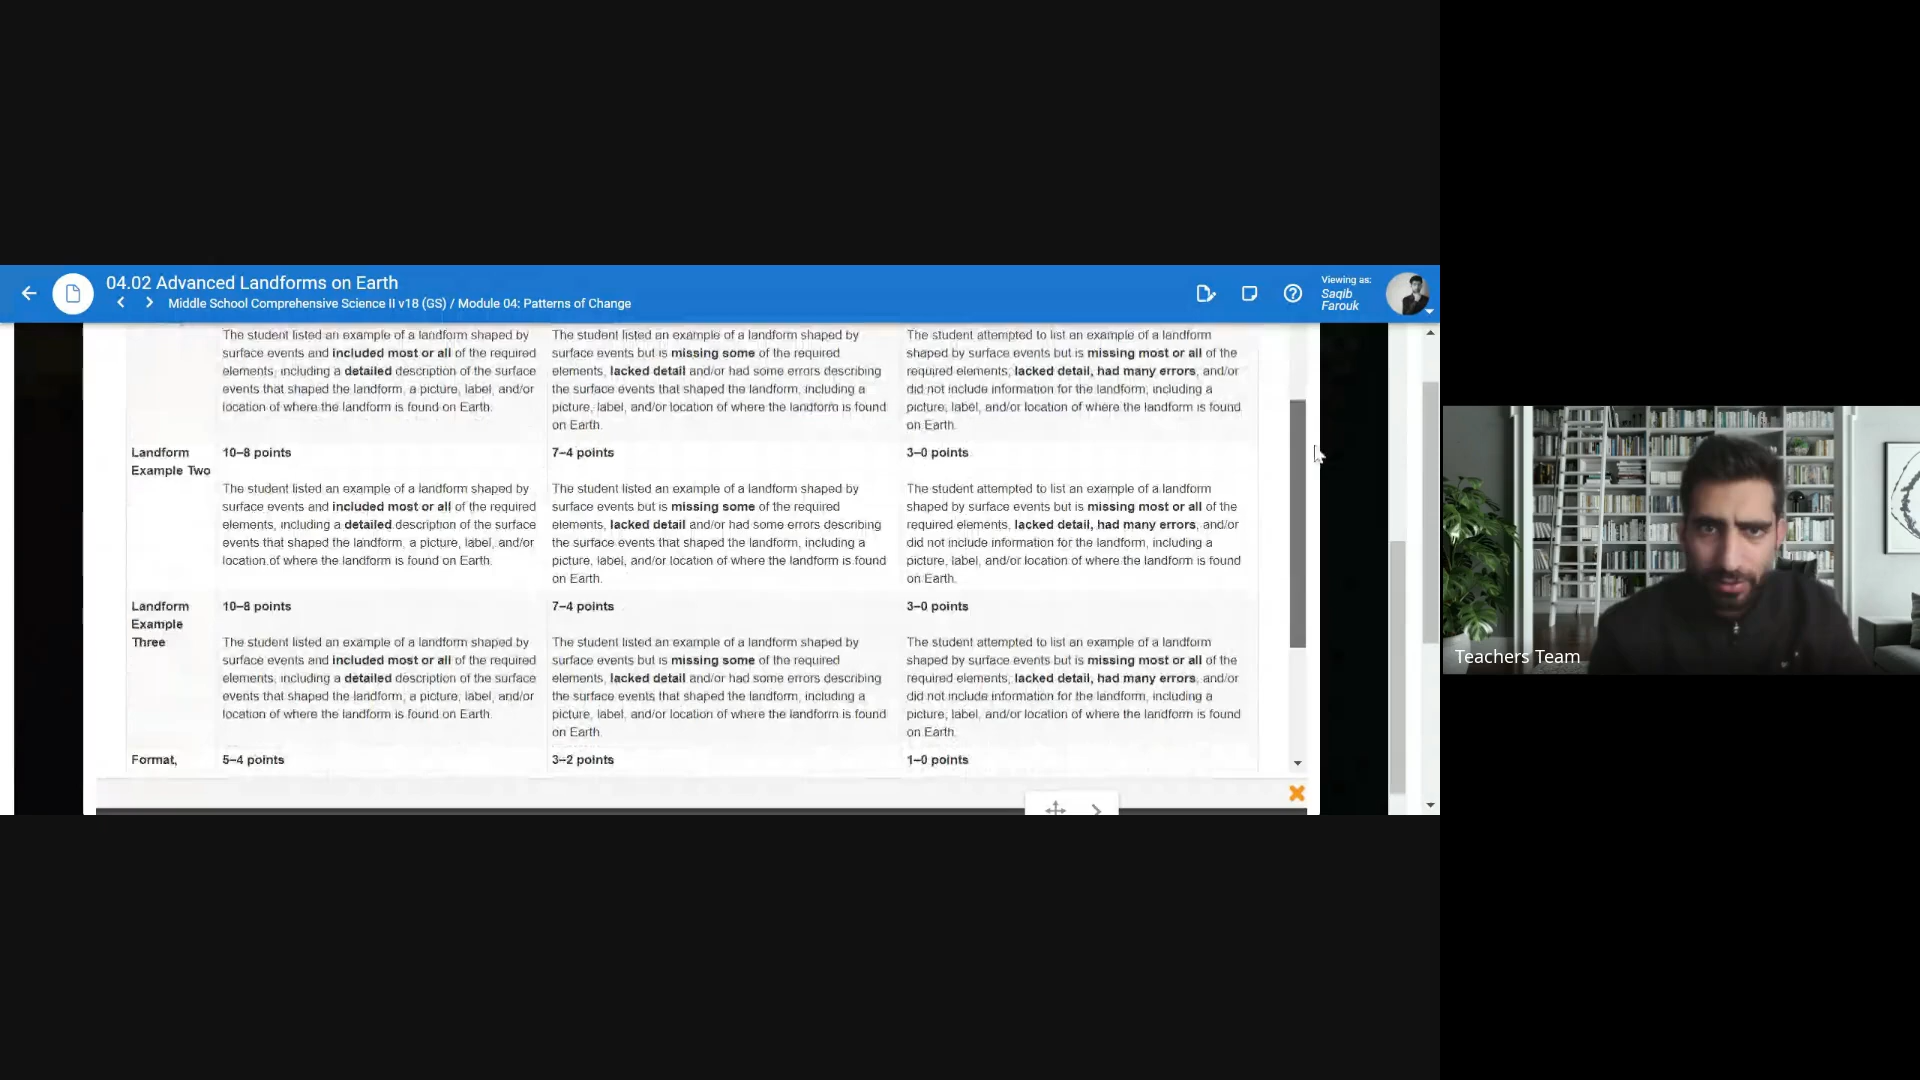 04.02 Advanced Landforms on Earth
Middle School Comprehensive Science II v18 (GS) / Module 04: Patterns of Change
Viewing as:
Saqib
Farouk
The student listed an example of a landform shaped by
surface events and included most or all of the required
elements, including a detailed description of the surface
events that shaped the landform, a picture, label, and/or
location of where the landform is found on Earth.
The student listed an example of a landform shaped by
surface events but is missing some of the required
elements, lacked detail and/or had some errors describing
the surface events that shaped the landform, including a
picture, label, and/or location of where the landform is found
on Earth.
The student attempted to list an example of a landform
shaped by surface events but is missing most or all of the
required elements, lacked detail, had many errors, and/or
did not include information for the landform, including a
picture, label, and/or location of where the landform is found
on Earth.
Landform
Example Two
10–8 points
The student listed an example of a landform shaped by
surface events and included most or all of the required
elements, including a detailed description of the surface
events that shaped the landform, a picture, label, and/or
location of where the landform is found on Earth.
7–4 points
The student listed an example of a landform shaped by
surface events but is missing some of the required
elements, lacked detail and/or had some errors describing
the surface events that shaped the landform, including a
picture, label, and/or location of where the landform is found
on Earth.
3–0 points
The student attempted to list an example of a landform
shaped by surface events but is missing most or all of the
required elements, lacked detail, had many errors, and/or
did not include information for the landform, including a
picture, label, and/or location of where the landform is found
on Earth.
Landform
Example
Three
10–8 points
The student listed an example of a landform shaped by
surface events and included most or all of the required
elements, including a detailed description of the surface
events that shaped the landform, a picture, label, and/or
location of where the landform is found on Earth.
7–4 points
The student listed an example of a landform shaped by
surface events but is missing some of the required
elements, lacked detail and/or had some errors describing
the surface events that shaped the landform, including a
picture, label, and/or location of where the landform is found
on Earth.
3–0 points
The student attempted to list an example of a landform
shaped by surface events but is missing most or all of the
required elements, lacked detail, had many errors, and/or
did not include information for the landform, including a
picture, label, and/or location of where the landform is found
on Earth.
Format,
5–4 points
3–2 points
1–0 points
Teachers Team